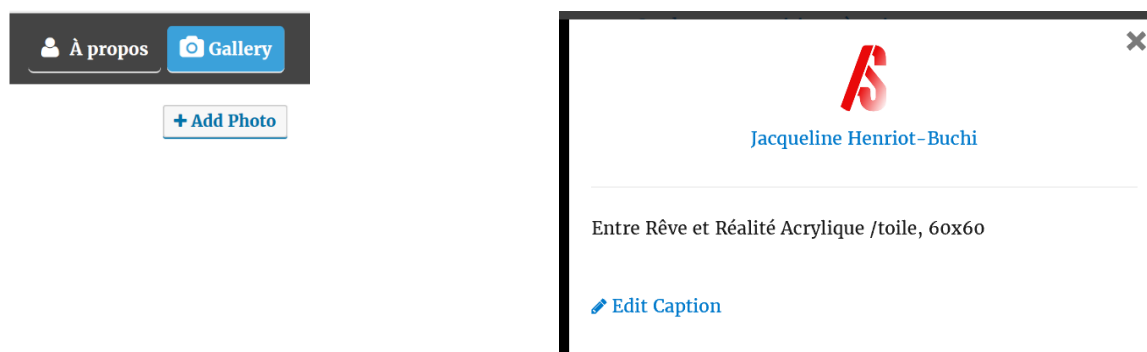 À propos
Gallery
+ Add Photo
Jacqueline Henriot-Buchi
Entre Rêve et Réalité Acrylique /toile, 60x60
Edit Caption